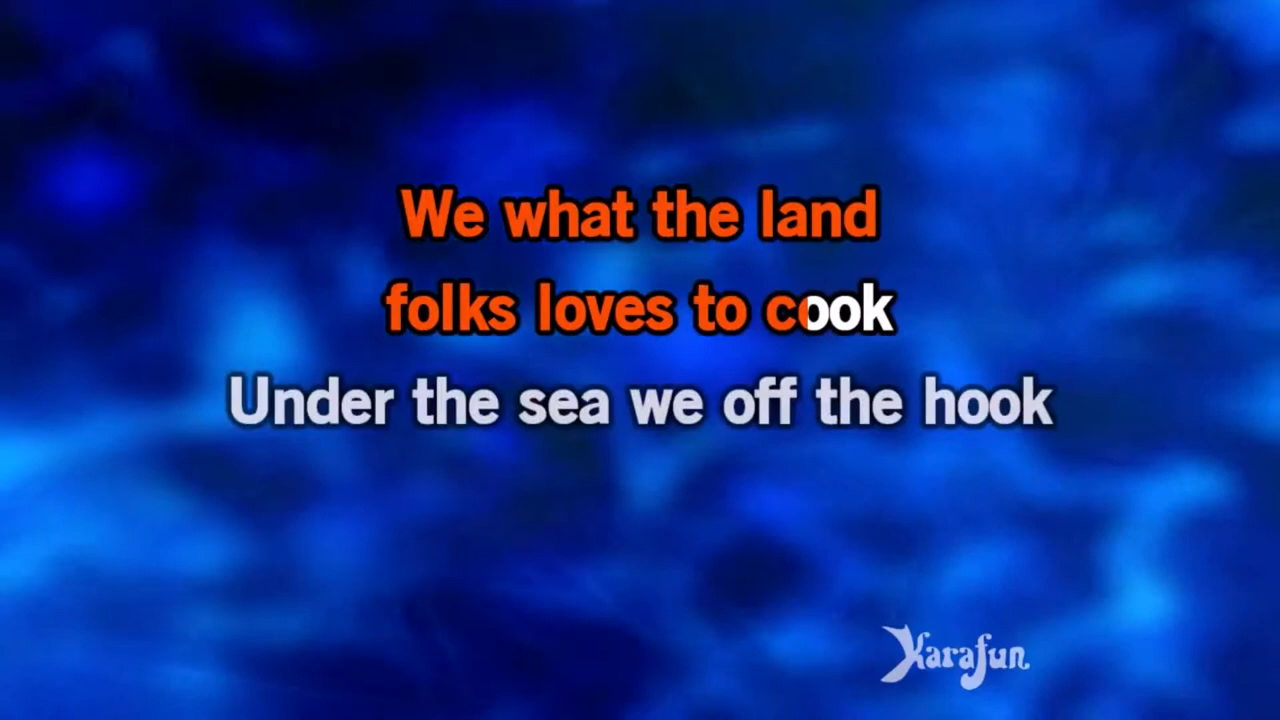 We what the land
folks loves to cook
Under the sea we off the hook
Karafun